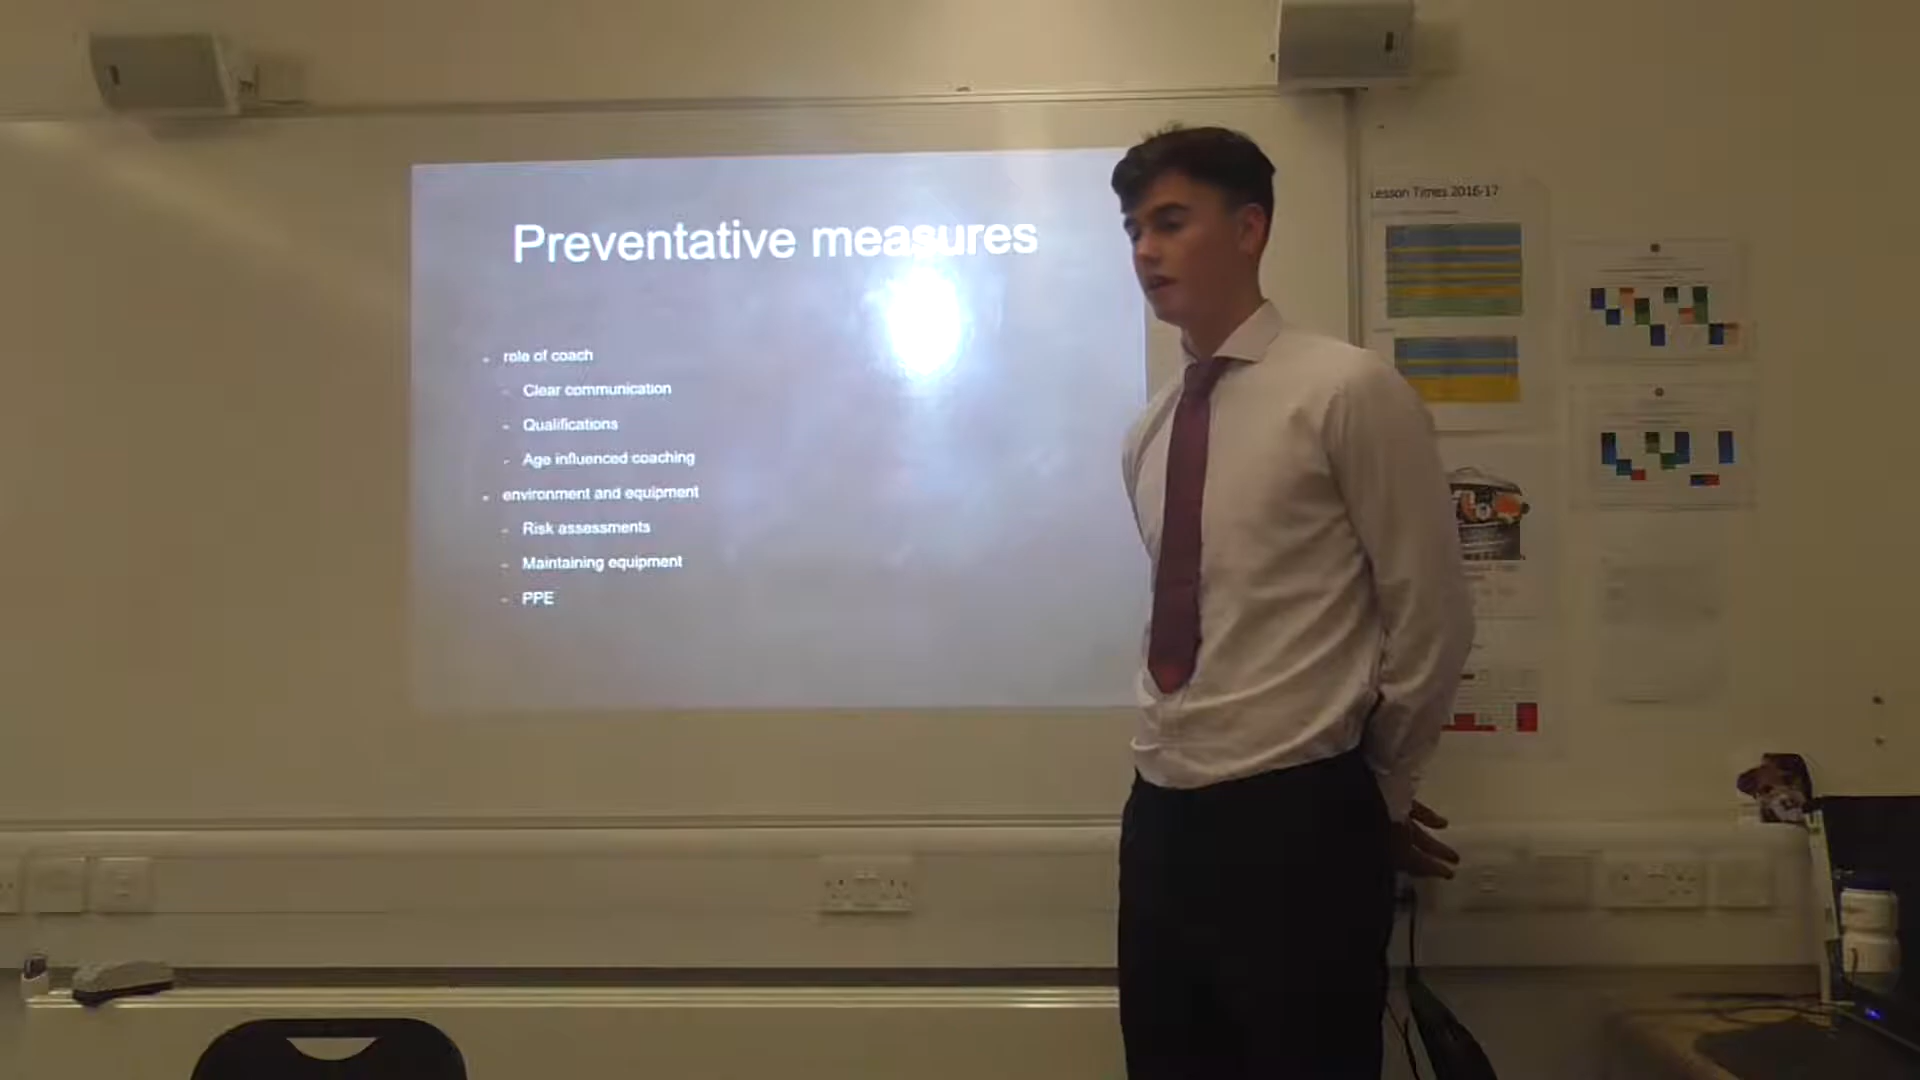 Preventative measures
role of coach
Clear communication
Qualifications
Age influenced coaching
environment and equipment
Risk assessments
Maintaining equipment
PPE
Lesson Times 2016-17